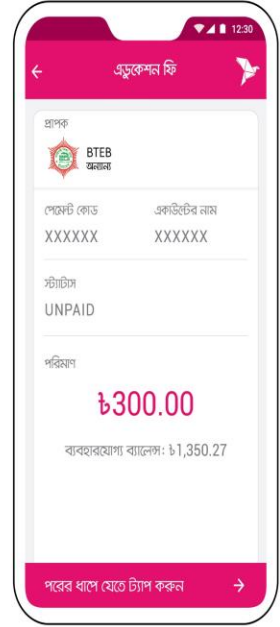 12:30
এডুকেশন ফি
প্রাপক
BTEB
অন্যান্য
পেমেন্ট কোড একাউন্টের নাম
XXXXXX XXXXXX
স্ট্যাটাস
UNPAID
পরিমাণ
৳300.00
ব্যবহারযোগ্য ব্যালেন্স: ৳1,350.27
পরের ধাপে যেতে ট্যাপ করুন